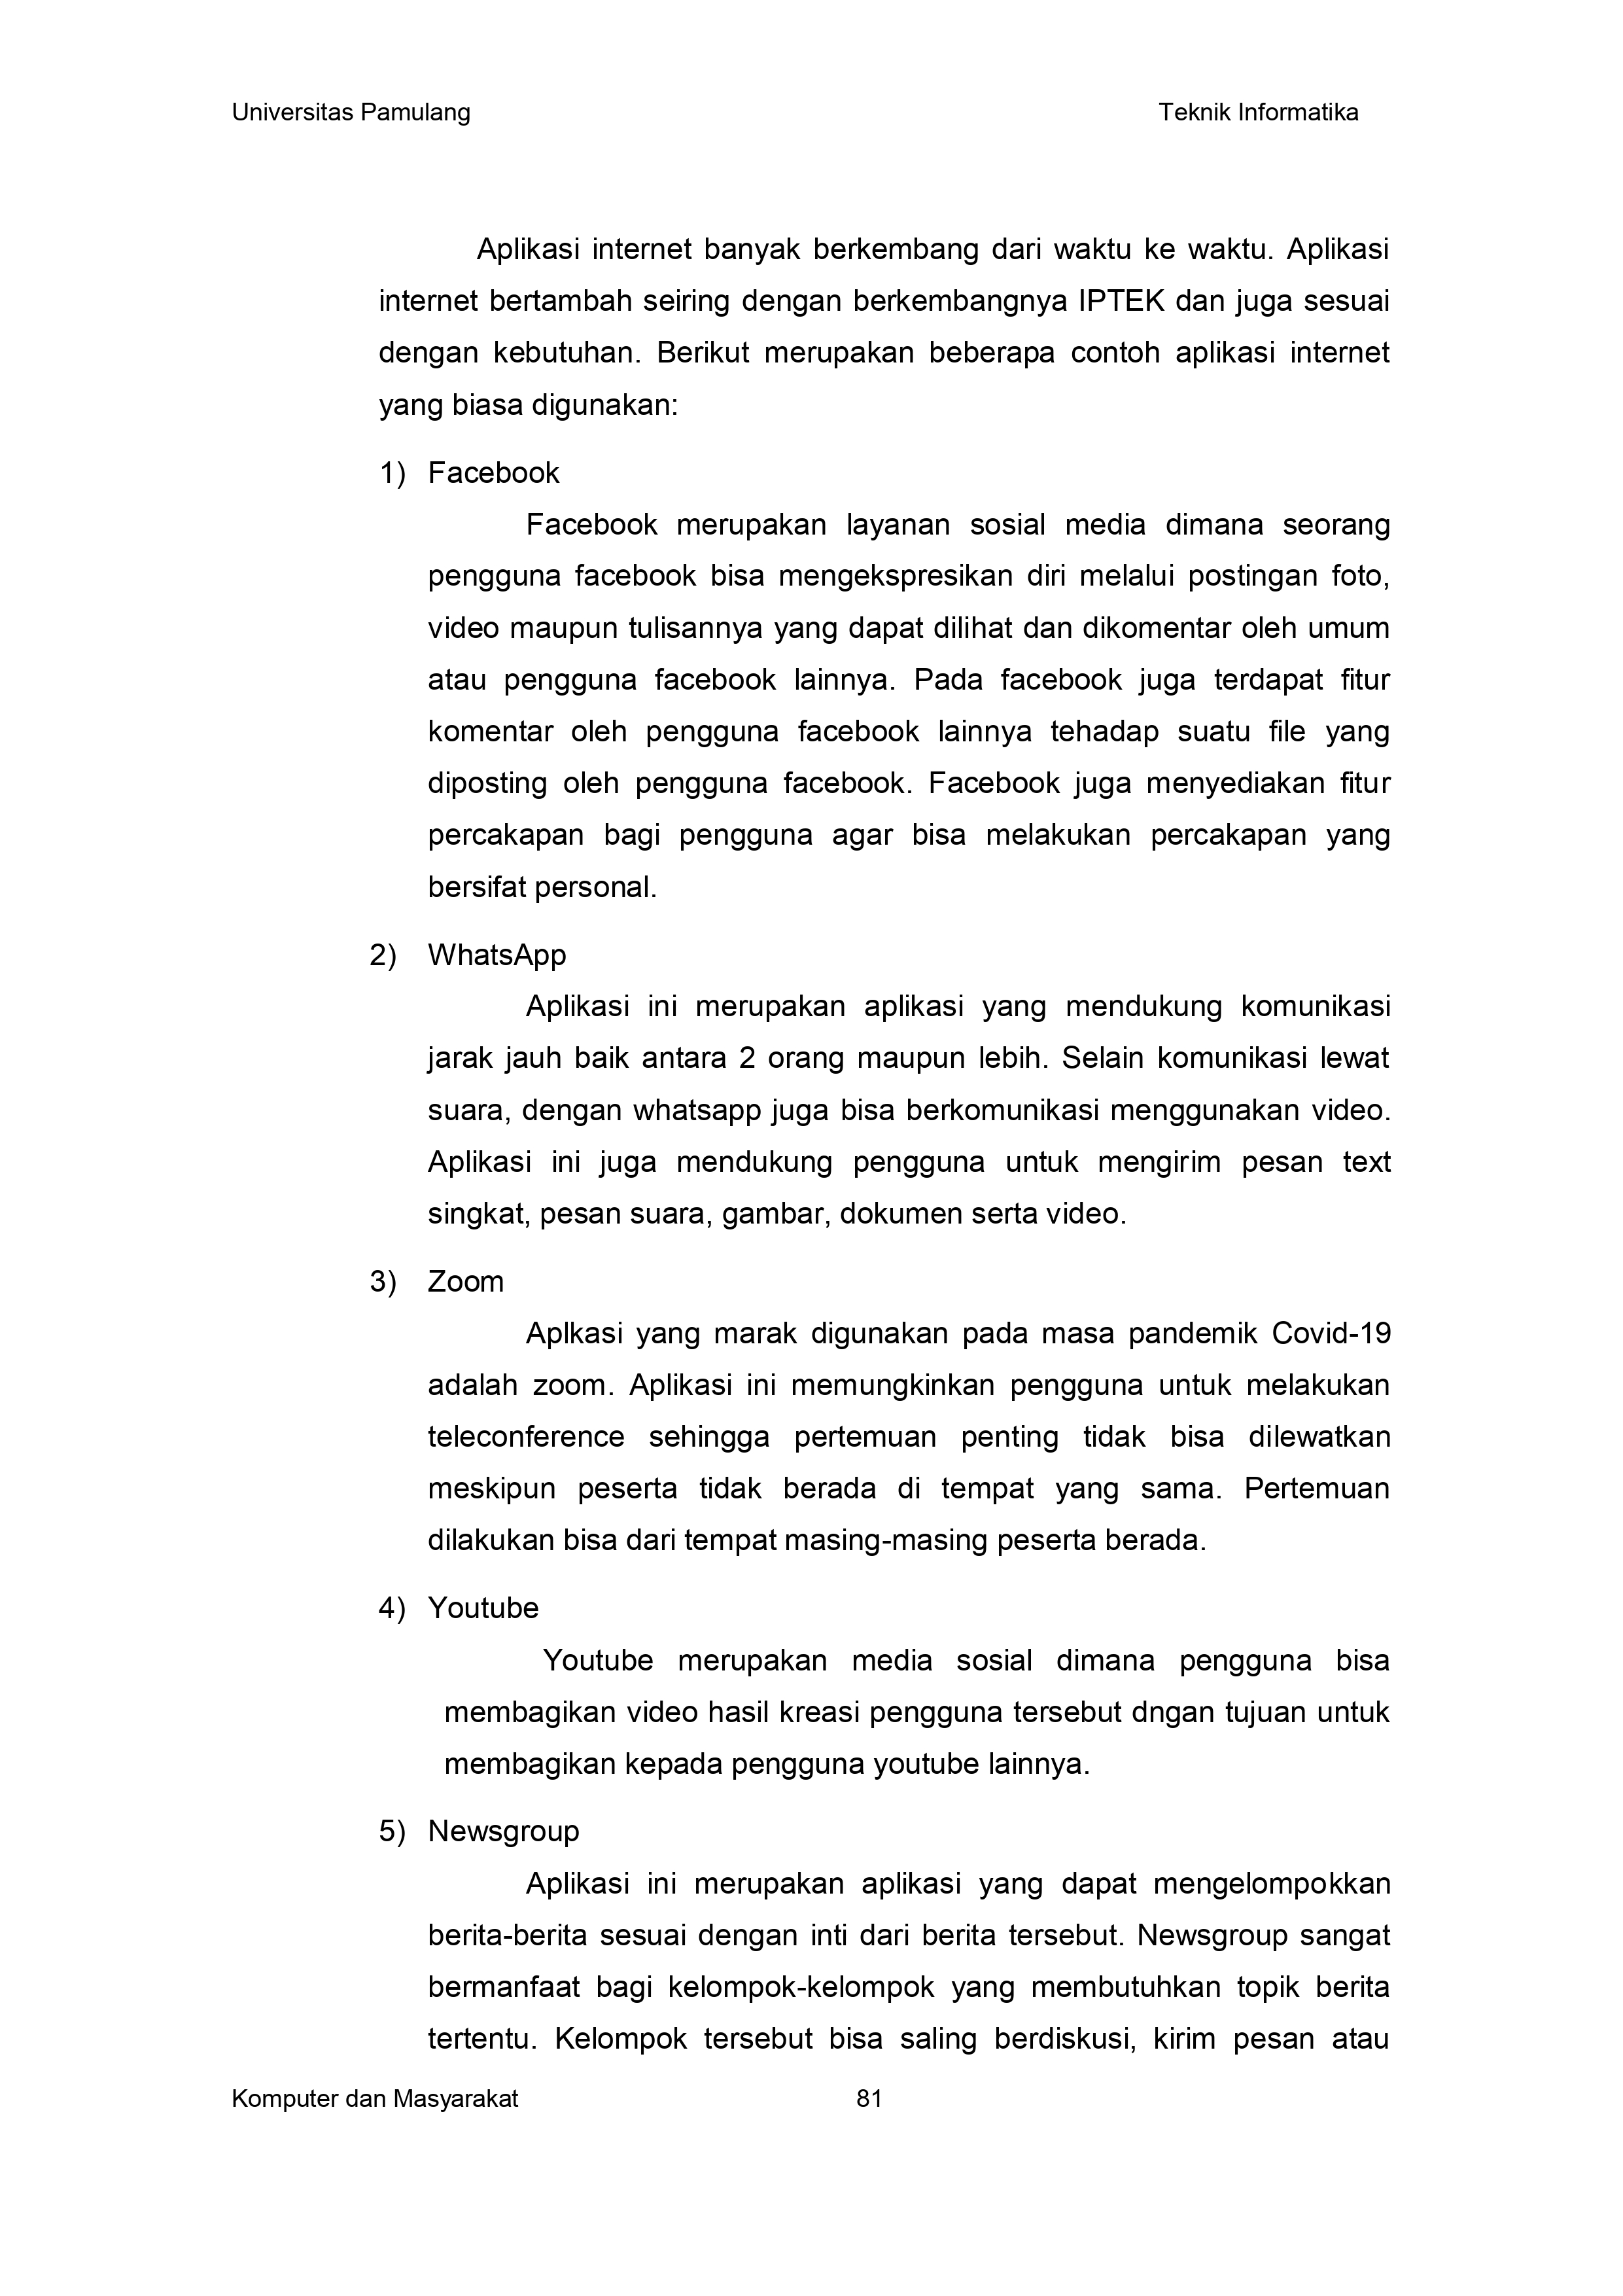 Universitas Pamulang Teknik Informatika
Aplikasi internet banyak berkembang dari waktu ke waktu. Aplikasi
internet bertambah seiring dengan berkembangnya IPTEK dan juga sesuai
dengan kebutuhan. Berikut merupakan beberapa contoh aplikasi internet
yang biasa digunakan:
1) Facebook
Facebook merupakan layanan sosial media dimana seorang
pengguna facebook bisa mengekspresikan diri melalui postingan foto,
video maupun tulisannya yang dapat dilihat dan dikomentar oleh umum
atau pengguna facebook lainnya. Pada facebook juga terdapat fitur
komentar oleh pengguna facebook lainnya tehadap suatu file yang
diposting oleh pengguna facebook. Facebook juga menyediakan fitur
percakapan bagi pengguna agar bisa melakukan percakapan yang
bersifat personal.
2) WhatsApp
Aplikasi ini merupakan aplikasi yang mendukung komunikasi
jarak jauh baik antara 2 orang maupun lebih. Selain komunikasi lewat
suara, dengan whatsapp juga bisa berkomunikasi menggunakan video.
Aplikasi ini juga mendukung pengguna untuk mengirim pesan text
singkat, pesan suara, gambar, dokumen serta video.
3) Zoom
Aplkasi yang marak digunakan pada masa pandemik Covid-19
adalah zoom. Aplikasi ini memungkinkan pengguna untuk melakukan
teleconference sehingga pertemuan penting tidak bisa dilewatkan
meskipun peserta tidak berada di tempat yang sama. Pertemuan
dilakukan bisa dari tempat masing-masing peserta berada.
4) Youtube
Youtube merupakan media sosial dimana pengguna bisa
membagikan video hasil kreasi pengguna tersebut dngan tujuan untuk
membagikan kepada pengguna youtube lainnya.
5) Newsgroup
Aplikasi ini merupakan aplikasi yang dapat mengelompokkan
berita-berita sesuai dengan inti dari berita tersebut. Newsgroup sangat
bermanfaat bagi kelompok-kelompok yang membutuhkan topik berita
tertentu. Kelompok tersebut bisa saling berdiskusi, kirim pesan atau
Komputer dan Masyarakat 81